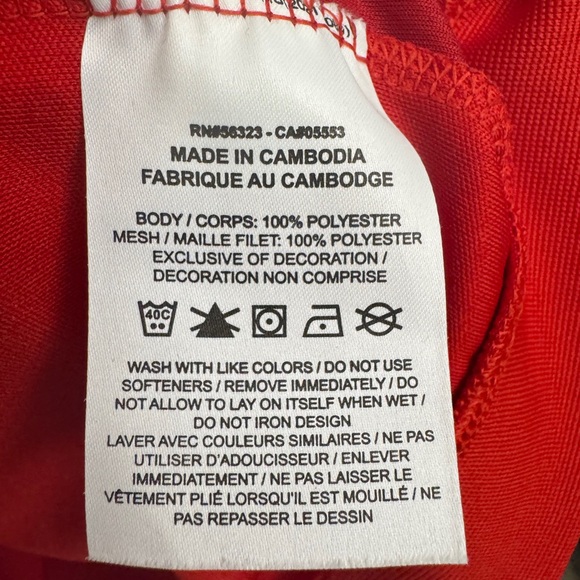 RN#56323 - CA#05553
MADE IN CAMBODIA
FABRIQUE AU CAMBODGE
BODY / CORPS: 100% POLYESTER
MESH / MAILLE FILET: 100% POLYESTER
EXCLUSIVE OF DECORATION /
DECORATION NON COMPRISE
40C
WASH WITH LIKE COLORS / DO NOT USE
SOFTENERS / REMOVE IMMEDIATELY / DO
NOT ALLOW TO LAY ON ITSELF WHEN WET /
DO NOT IRON DESIGN
LAVER AVEC COULEURS SIMILAIRES / NE PAS
UTILISER D'ADOUCISSEUR / ENLEVER
IMMEDIATEMENT / NE PAS LAISSER LE
VÊTEMENT PLIÉ LORSQU'IL EST MOUILLÉ / NE
PAS REPASSER LE DESSIN